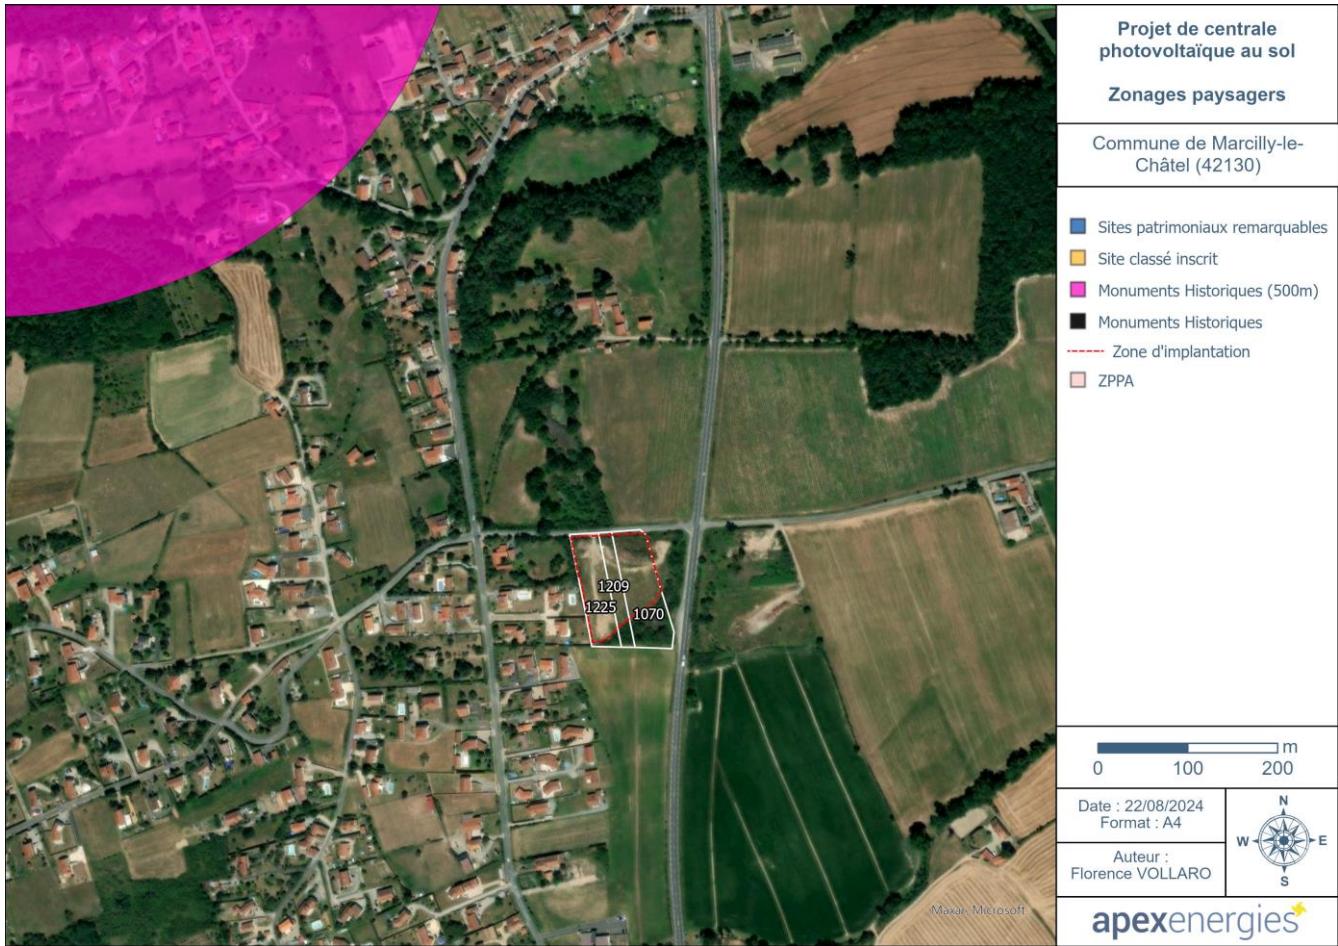 Projet de centrale
photovoltaïque au sol
Zonages paysagers
Commune de Marcilly-le-
Châtel (42130)
Sites patrimoniaux remarquables
Site classé inscrit
Monuments Historiques (500m)
Monuments Historiques
Zone d'implantation
ZPPA
1209
1225
1070
m
0 100 200
Date : 22/08/2024
Format : A4
Auteur :
Florence VOLLARO
N
W E
S
Maxar, Microsoft
apexenergies